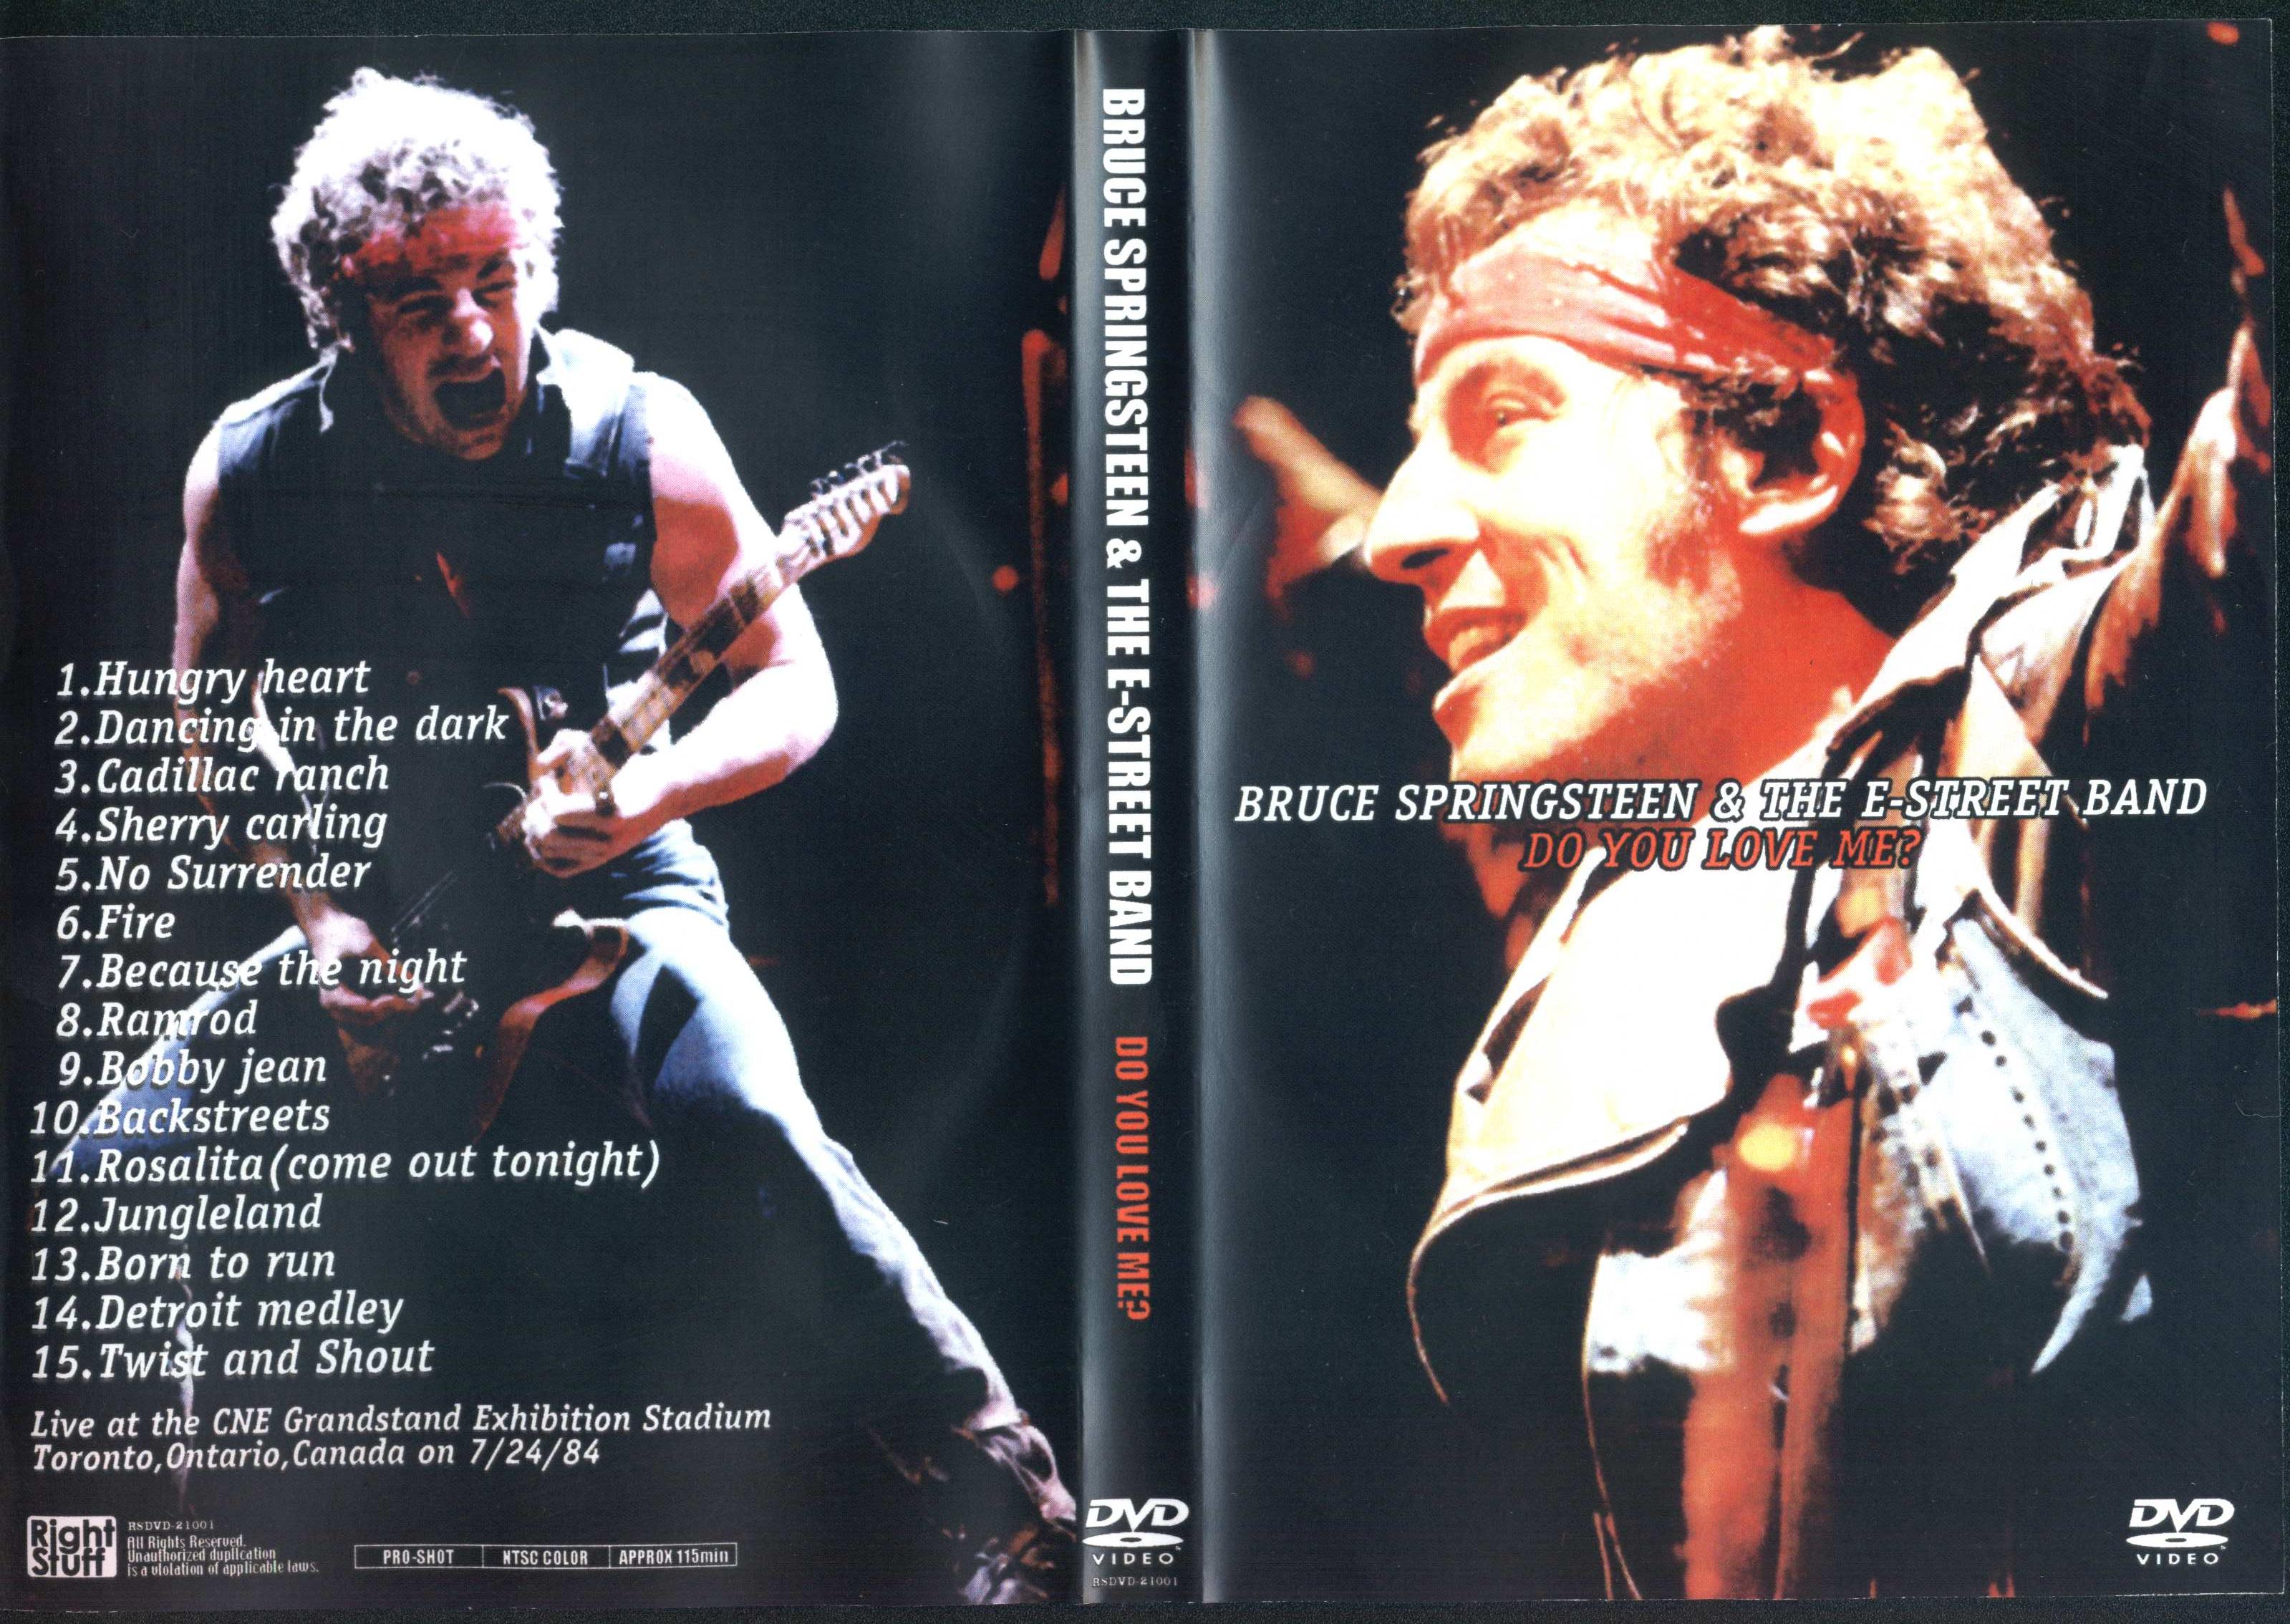 1.Hungry heart
2.Dancing in the dark
3.Cadillac ranch
4.Sherry carling
5.No Surrender
6.Fire
7.Because the night
8.Ramrod
9.Bobby jean
10.Backstreets
11.Rosalita(come out tonight)
12.Jungleland
13.Born to run
14.Detroit medley
15.Twist and Shout
Live at the CNE Grandstand Exhibition Stadium
Toronto,Ontario,Canada on 7/24/84
Right
Stuff
RSDVD-21001
All Rights Reserved.
Unauthorized duplication
is a violation of applicable laws.
PRO-SHOT
NTSC COLOR
APPROX 115min
BRUCE SPRINGSTEEN & THE E-STREET BAND DO YOU LOVE ME?
DVD
VIDEO
RSDVD-21001
BRUCE SPRINGSTEEN & THE E-STREET BAND
DO YOU LOVE ME?
DVD
VIDEO